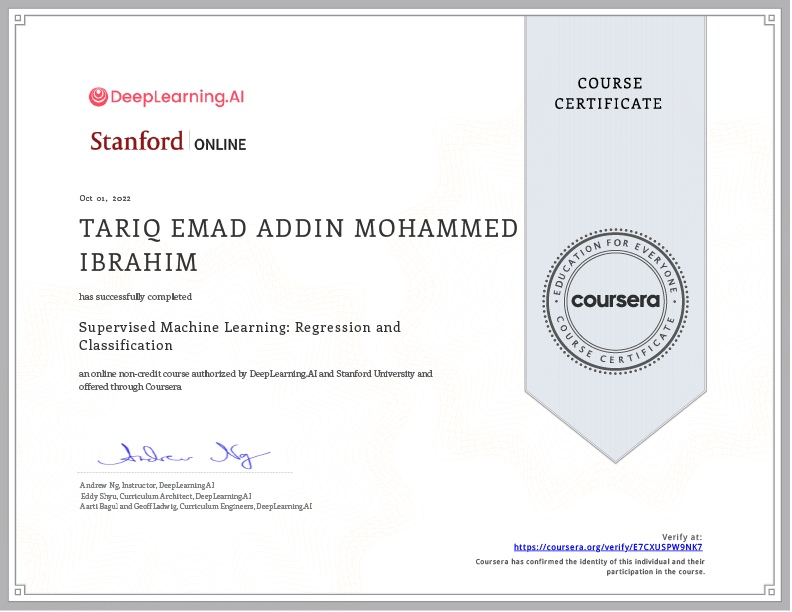 DeepLearning.AI
Stanford ONLINE
COURSE
CERTIFICATE
Oct 01, 2022
TARIQ EMAD ADDIN MOHAMMED
IBRAHIM
has successfully completed
Supervised Machine Learning: Regression and
Classification
an online non-credit course authorized by DeepLearning.AI and Stanford University and
offered through Coursera
EDUCATION FOR EVERYONE
coursera
COURSE CERTIFICATE
Andrew Ng
Andrew Ng, Instructor, DeepLearning.AI
Eddy Shyu, Curriculum Architect, DeepLearning.AI
Aarti Bagul and Geoff Ladwig, Curriculum Engineers, DeepLearning.AI
Verify at:
https://coursera.org/verify/E7CXUSPW9NK7
Coursera has confirmed the identity of this individual and their
participation in the course.